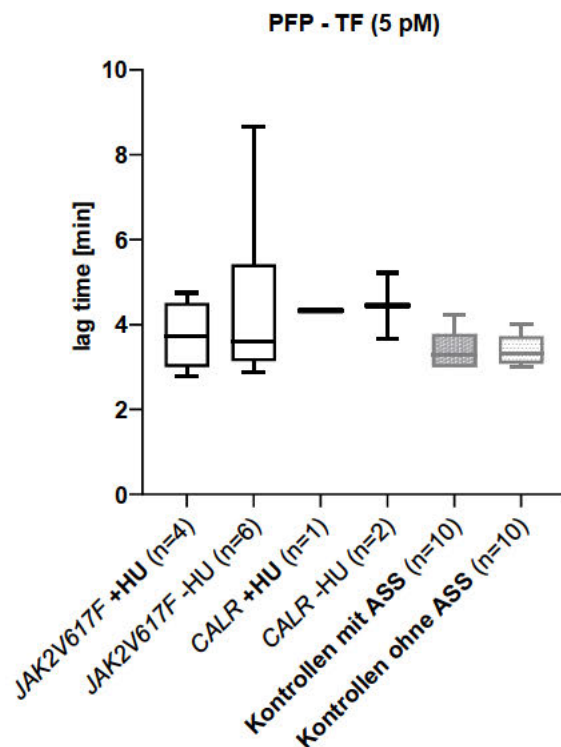 PFP - TF (5 pM)
lag time [min]
10
8
6
4
2
0
JAK2V617F +HU (n=4)
JAK2V617F -HU (n=6)
CALR +HU (n=1)
CALR -HU (n=2)
Kontrollen mit ASS (n=10)
Kontrollen ohne ASS (n=10)